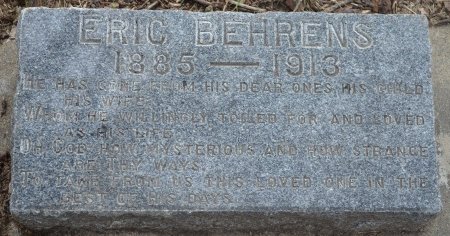 ERIC BEHRENS
1885 — 1913
HE HAS GONE FROM HIS DEAR ONES, HIS CHILD,
HIS WIFE,
WHOM HE WILLINGLY TOILED FOR AND LOVED
AS HIS LIFE
OH GOD HOW MYSTERIOUS AND HOW STRANGE
ARE THY WAYS,
TO TAKE FROM US THIS LOVED ONE IN THE
BEST OF HIS DAYS.